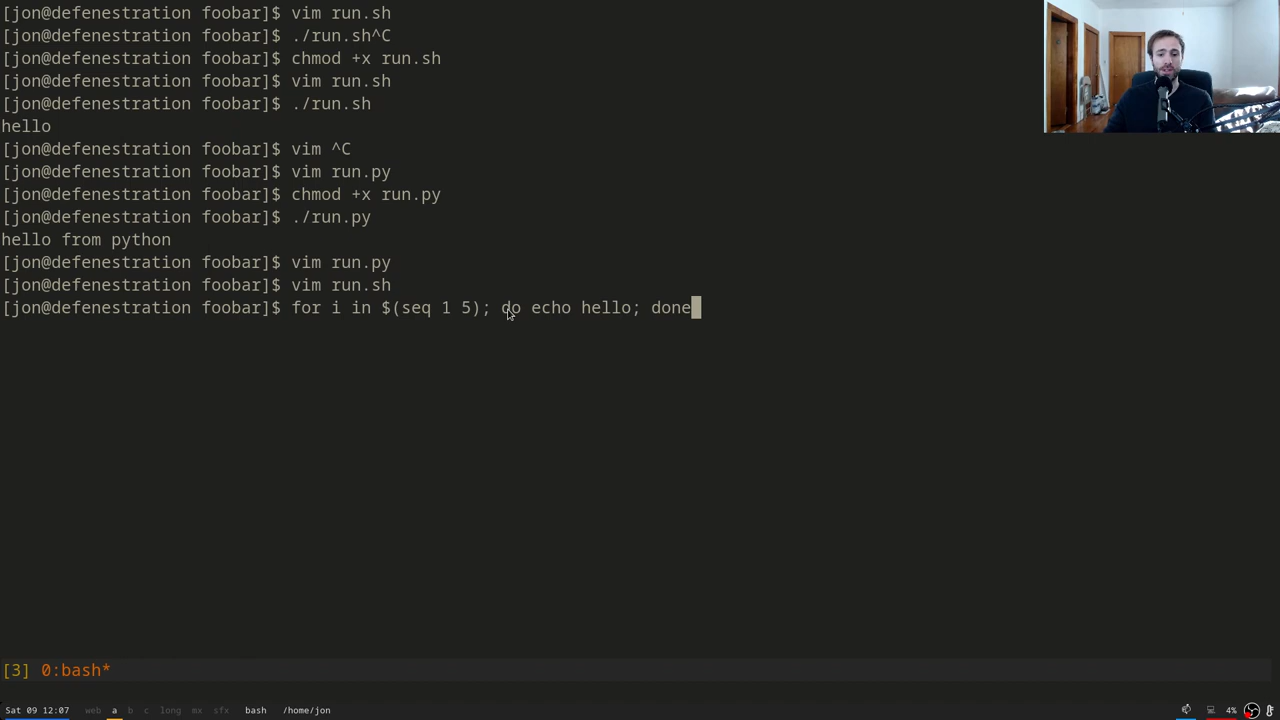 [jon@defenestration foobar]$ vim run.sh
[jon@defenestration foobar]$ ./run.sh^C
[jon@defenestration foobar]$ chmod +x run.sh
[jon@defenestration foobar]$ vim run.sh
[jon@defenestration foobar]$ ./run.sh
hello
[jon@defenestration foobar]$ vim ^C
[jon@defenestration foobar]$ vim run.py
[jon@defenestration foobar]$ chmod +x run.py
[jon@defenestration foobar]$ ./run.py
hello from python
[jon@defenestration foobar]$ vim run.py
[jon@defenestration foobar]$ vim run.sh
[jon@defenestration foobar]$ for i in $(seq 1 5); do echo hello; done
[3] 0:bash*
Sat 09 12:07 web a b c long mx sfx bash /home/jon 4%